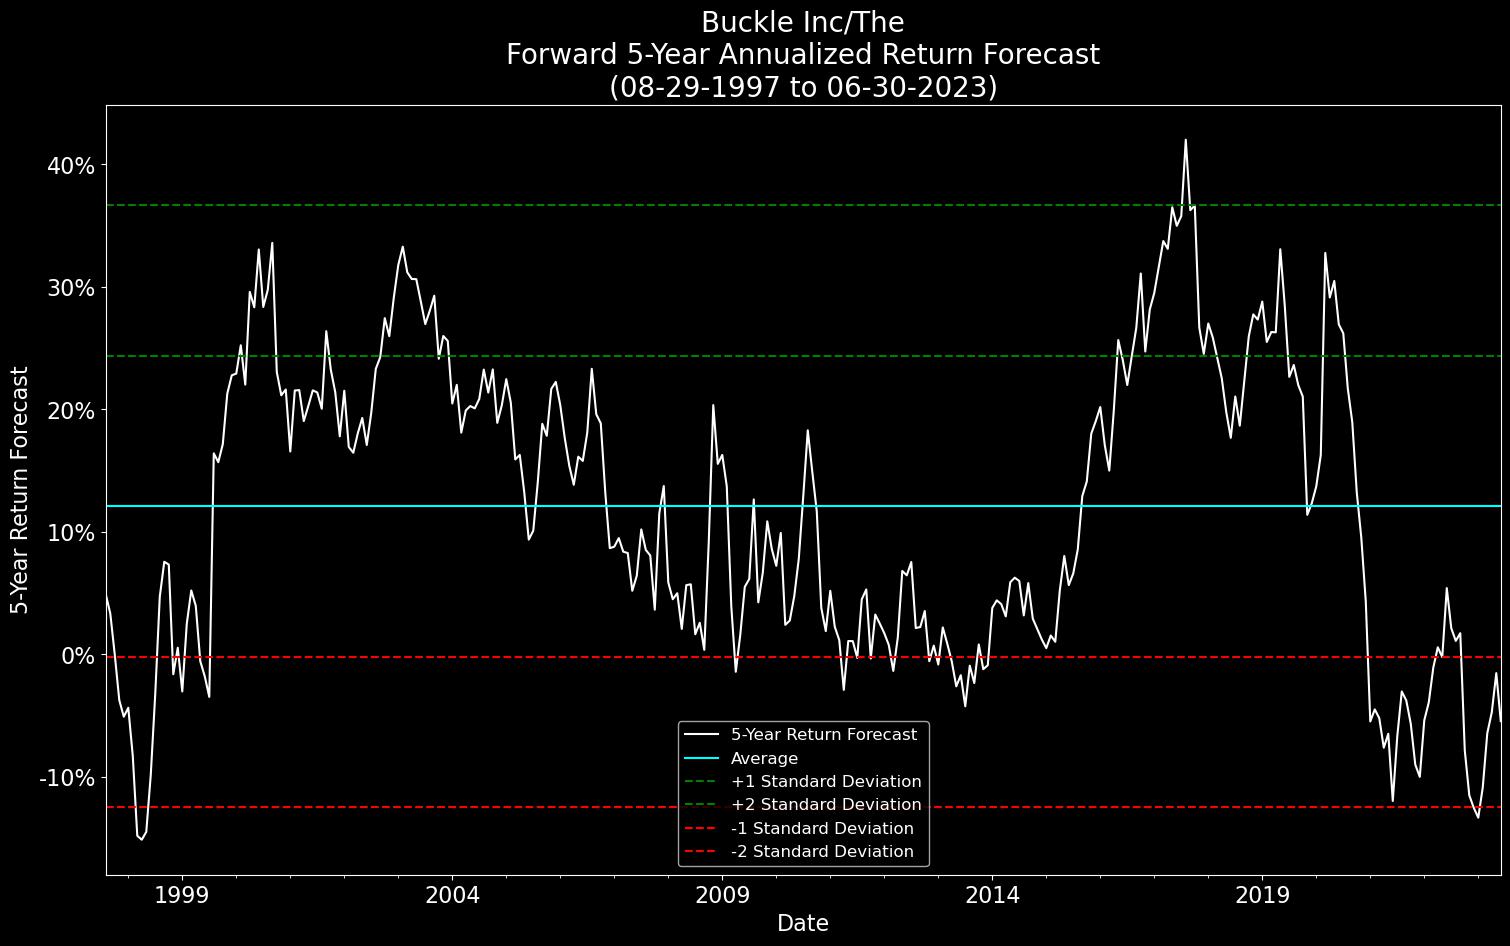 Buckle Inc/The
Forward 5-Year Annualized Return Forecast
(08-29-1997 to 06-30-2023)
5-Year Return Forecast
40%
30%
20%
10%
0%
-10%
5-Year Return Forecast
Average
+1 Standard Deviation
+2 Standard Deviation
-1 Standard Deviation
-2 Standard Deviation
1999
2004
2009
2014
2019
Date